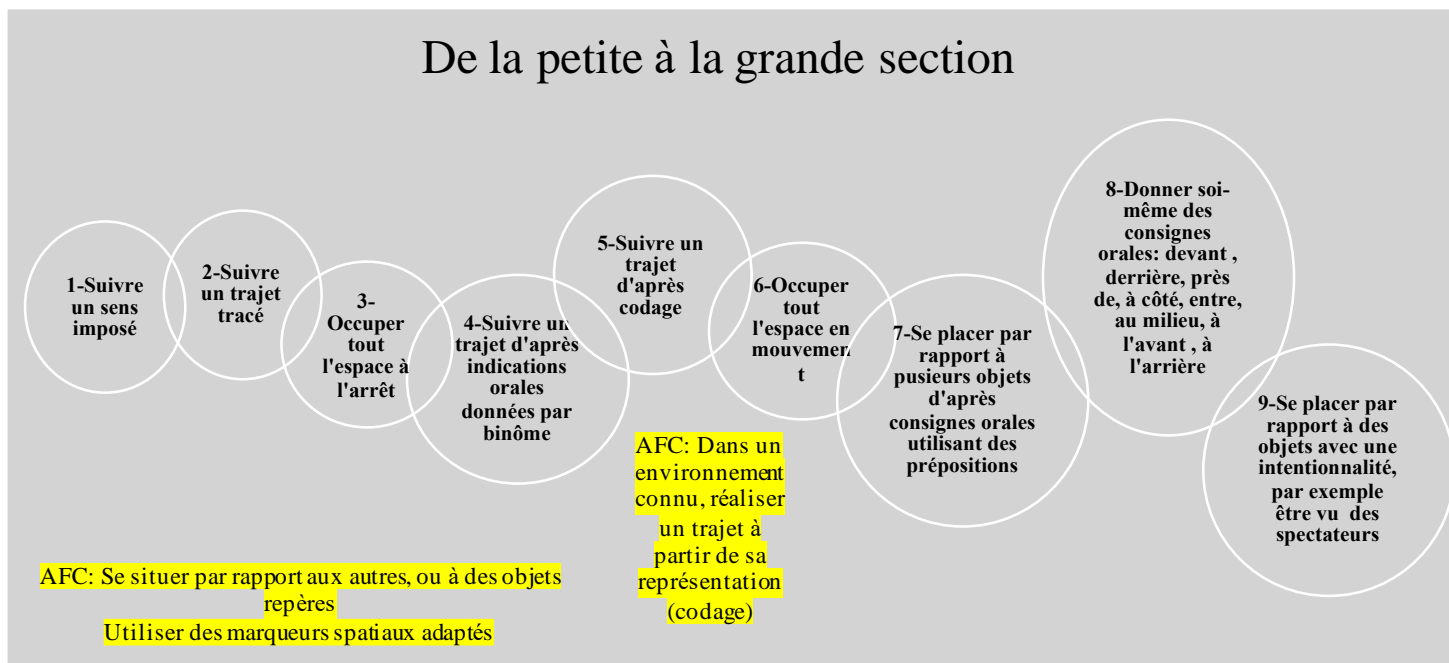 De la petite à la grande section
1-Suivre
un sens
imposé
2-Suivre
un trajet
tracé
3-
Occuper
tout
l'espace à
l'arrêt
4-Suivre un
trajet d'après
indications
orales
données par
binôme
5-Suivre un
trajet
d'après
codage
6-Occuper
tout
l'espace en
mouvemen
t
7-Se placer par
rapport à
pusieurs objets
d'après
consignes orales
utilisant des
prépositions
8-Donner soi-
même des
consignes
orales: devant ,
derrière, près
de, à côté, entre,
au milieu, à
l'avant , à
l'arrière
9-Se placer par
rapport à des
objets avec une
intentionnalité,
par exemple
être vu des
spectateurs
AFC: Dans un
environnement
connu, réaliser
un trajet à
partir de sa
représentation
(codage)
AFC: Se situer par rapport aux autres, ou à des objets
repères
Utiliser des marqueurs spatiaux adaptés